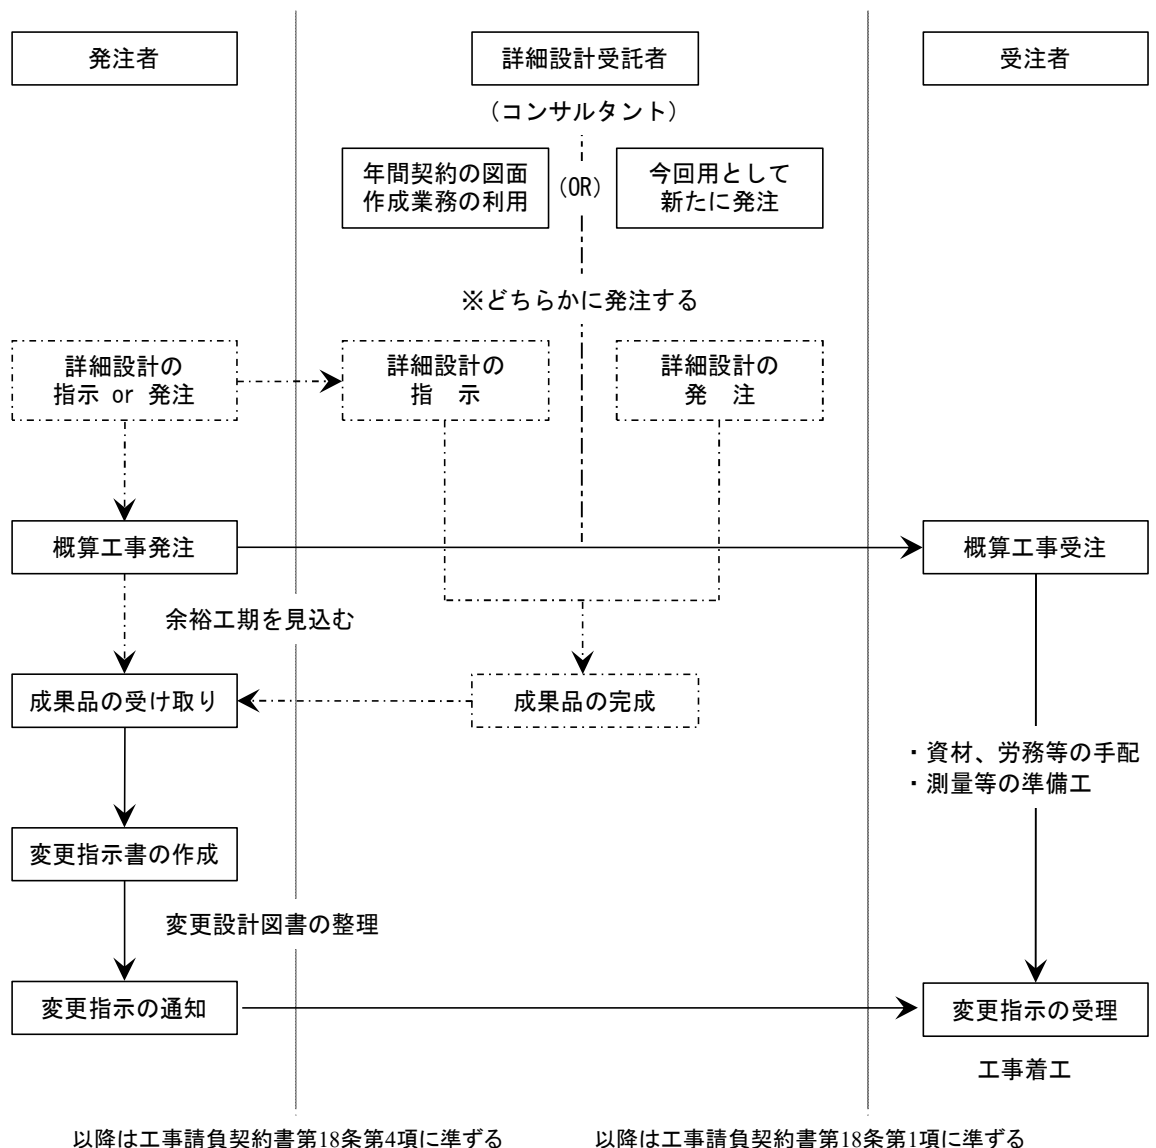 発注者
詳細設計受託者
受注者
(コンサルタント)
年間契約の図面
作成業務の利用
(OR)
今回用として
新たに発注
※どちらかに発注する
詳細設計の
指示 or 発注
詳細設計の
指　示
詳細設計の
発　注
概算工事発注
概算工事受注
余裕工期を見込む
成果品の受け取り
成果品の完成
・資材、労務等の手配
・測量等の準備工
変更指示書の作成
変更設計図書の整理
変更指示の通知
変更指示の受理
工事着工
以降は工事請負契約書第18条第4項に準ずる
以降は工事請負契約書第18条第1項に準ずる